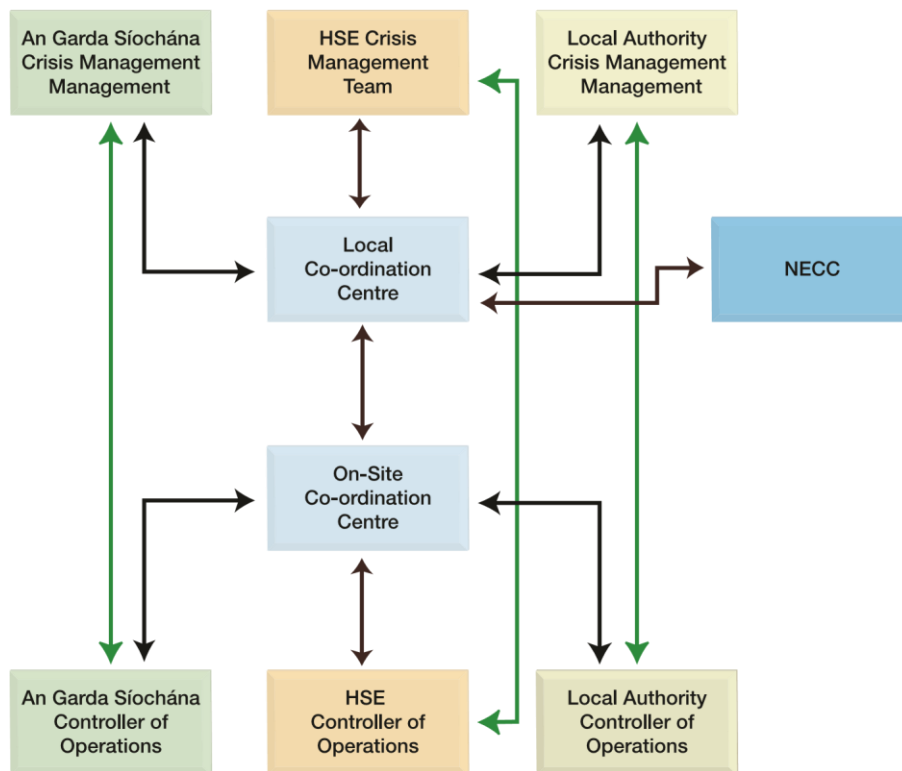 An Garda Síochána
Crisis Management
Management
HSE Crisis
Management
Team
Local Authority
Crisis Management
Management
Local
Co-ordination
Centre
NECC
On-Site
Co-ordination
Centre
An Garda Síochána
Controller of
Operations
HSE
Controller of
Operations
Local Authority
Controller of
Operations